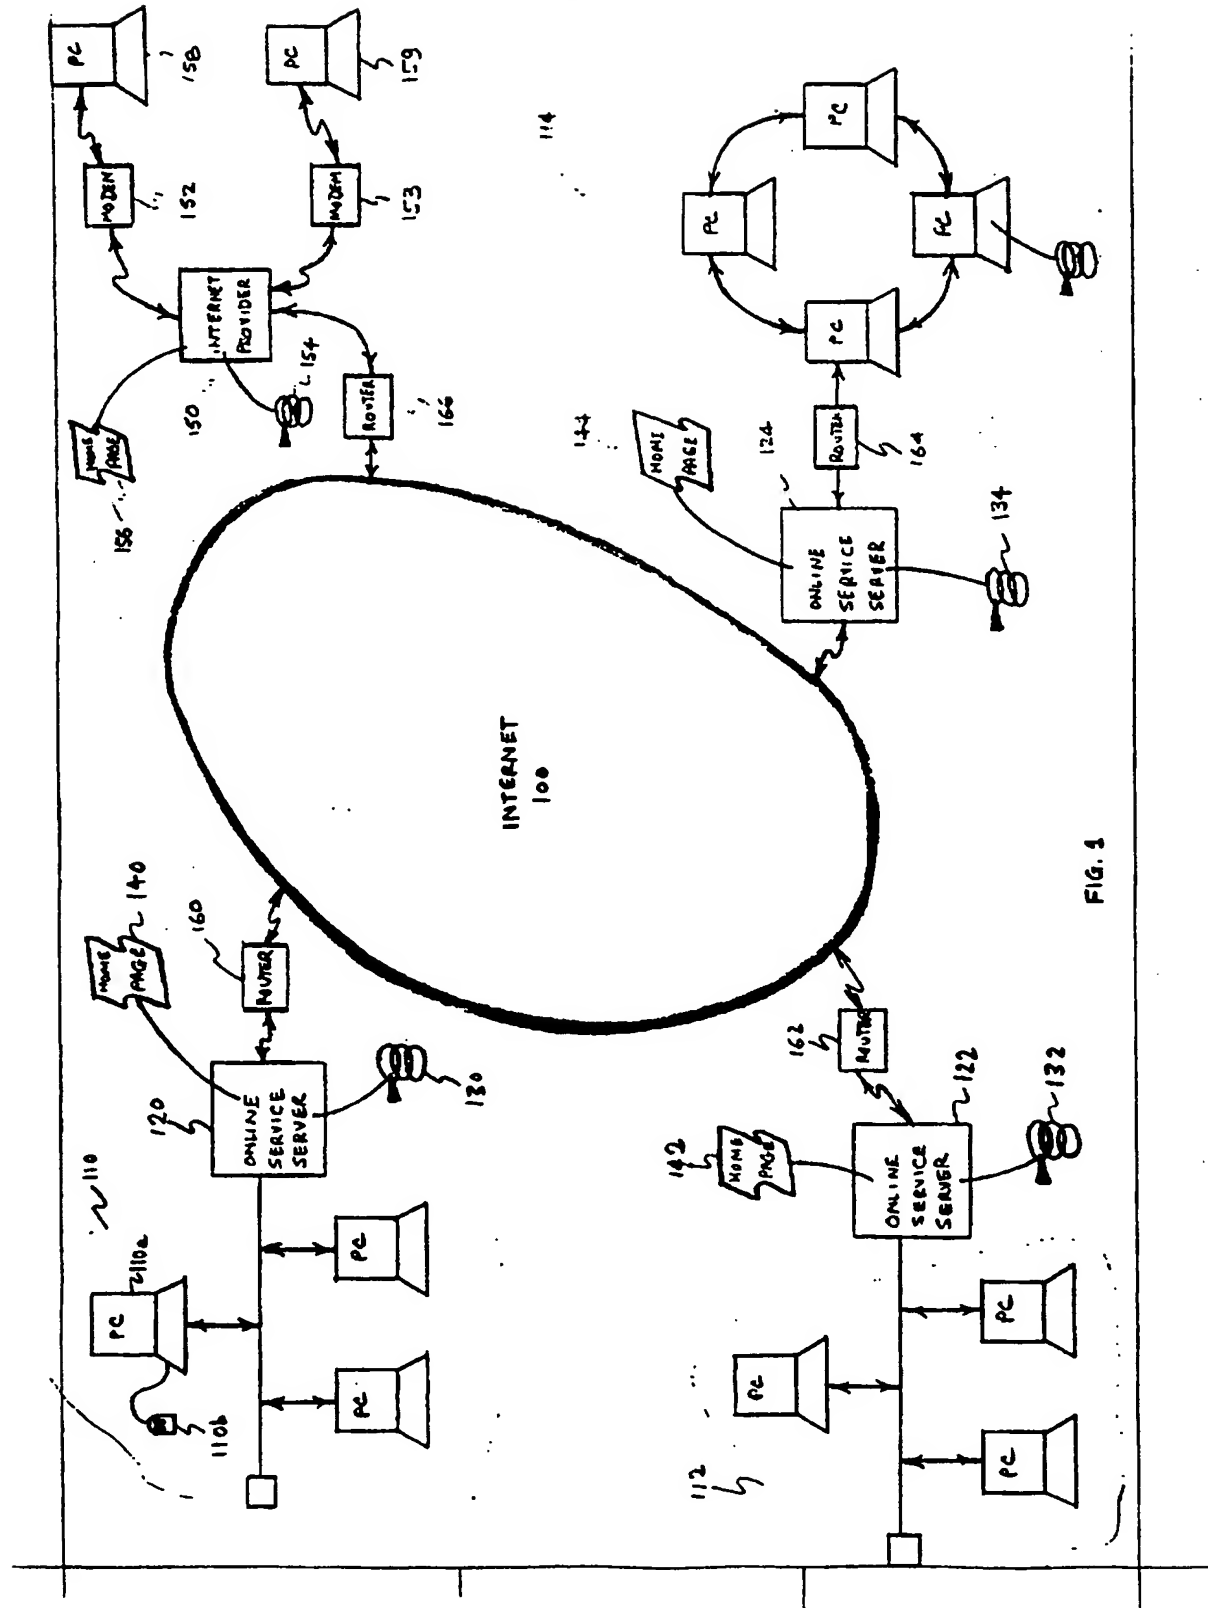 110
110a
PC
110b
PC
PC
120
ONLINE
SERVICE
SERVER
HOME
PAGE
140
130
160
ROUTER
INTERNET
100
156
HOME
PAGE
150
INTERNET
PROVIDER
154
ROUTER
166
MODEM
152
MODEM
153
PC
158
PC
159
112
PC
PC
PC
142
HOME
PAGE
ONLINE
SERVICE
SERVER
122
132
162
ROUTER
144
HOME
PAGE
124
ONLINE
SERVICE
SERVER
134
ROUTER
164
114
PC
PC
PC
PC
FIG. 1